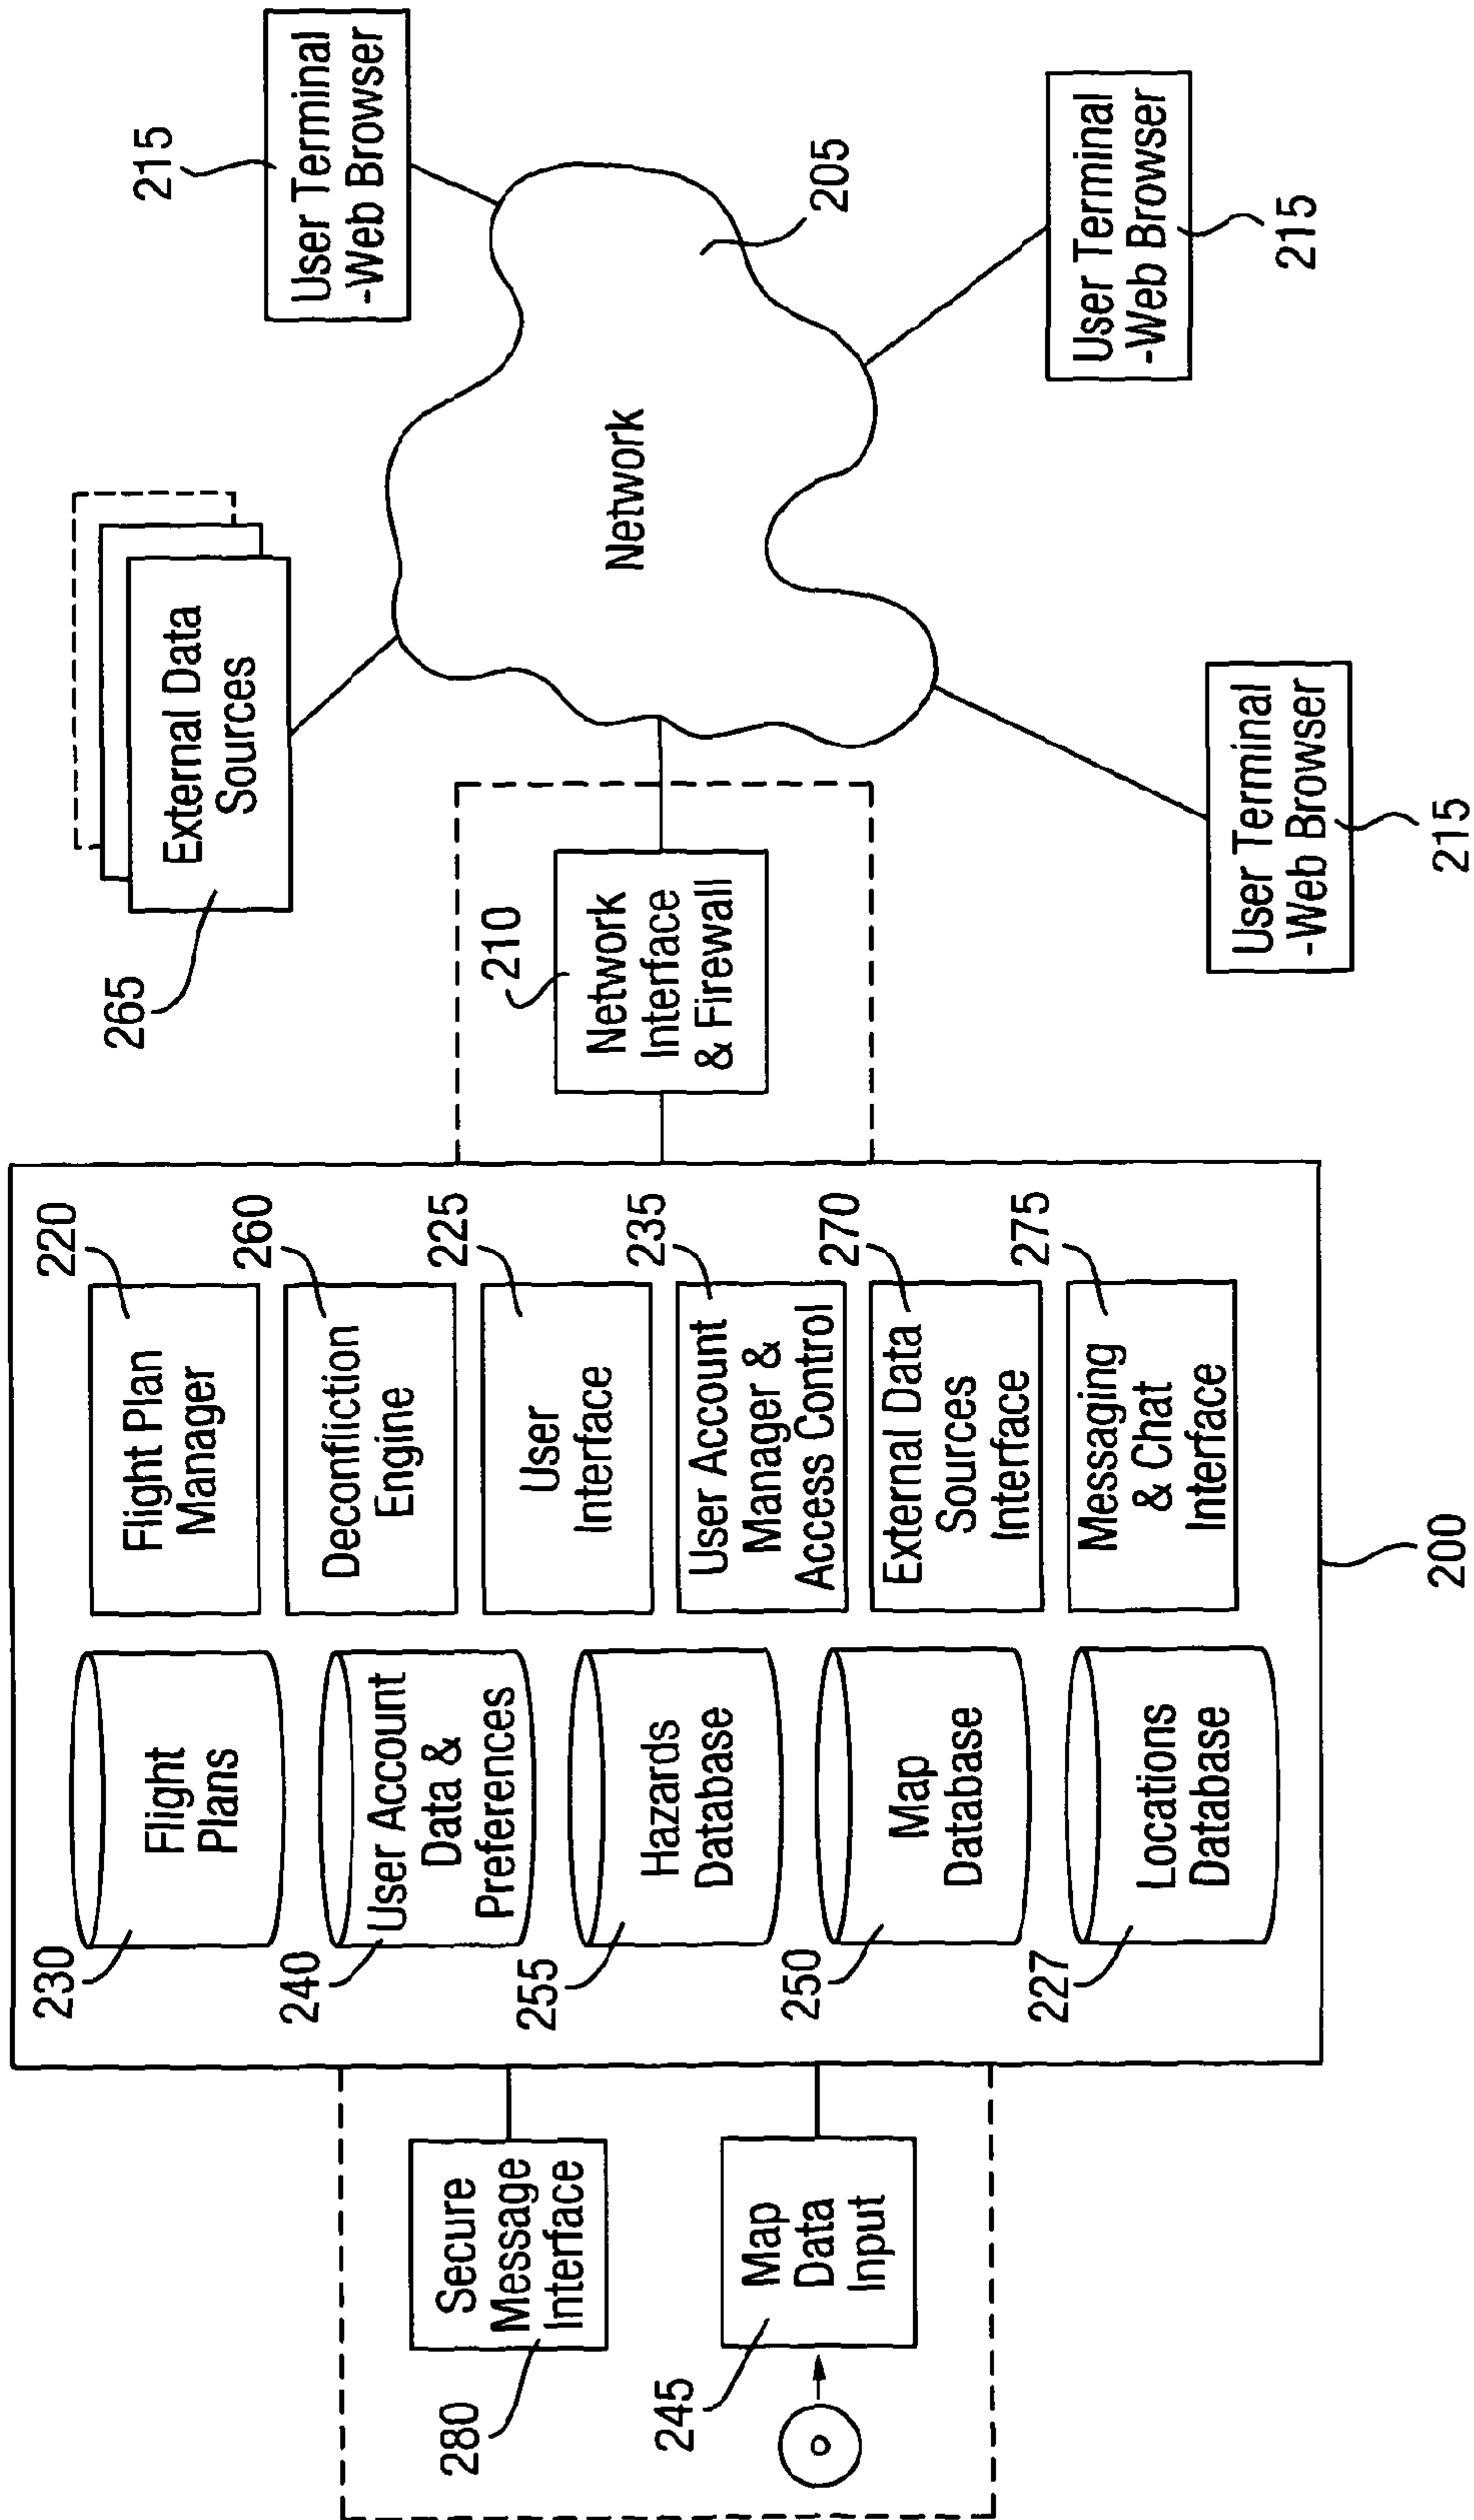 280
Secure
Message
Interface
245
Map
Data
Input
230
Flight
Plans
240
User Account
Data &
Preferences
255
Hazards
Database
250
Map
Database
227
Locations
Database
220
Flight Plan
Manager
260
Deconfliction
Engine
225
User
Interface
235
User Account
Manager &
Access Control
270
External Data
Sources
Interface
275
Messaging
& Chat
Interface
200
210
Network
Interface
& Firewall
265
External Data
Sources
Network
205
215
User Terminal
-Web Browser
User Terminal
-Web Browser
215
User Terminal
-Web Browser
215